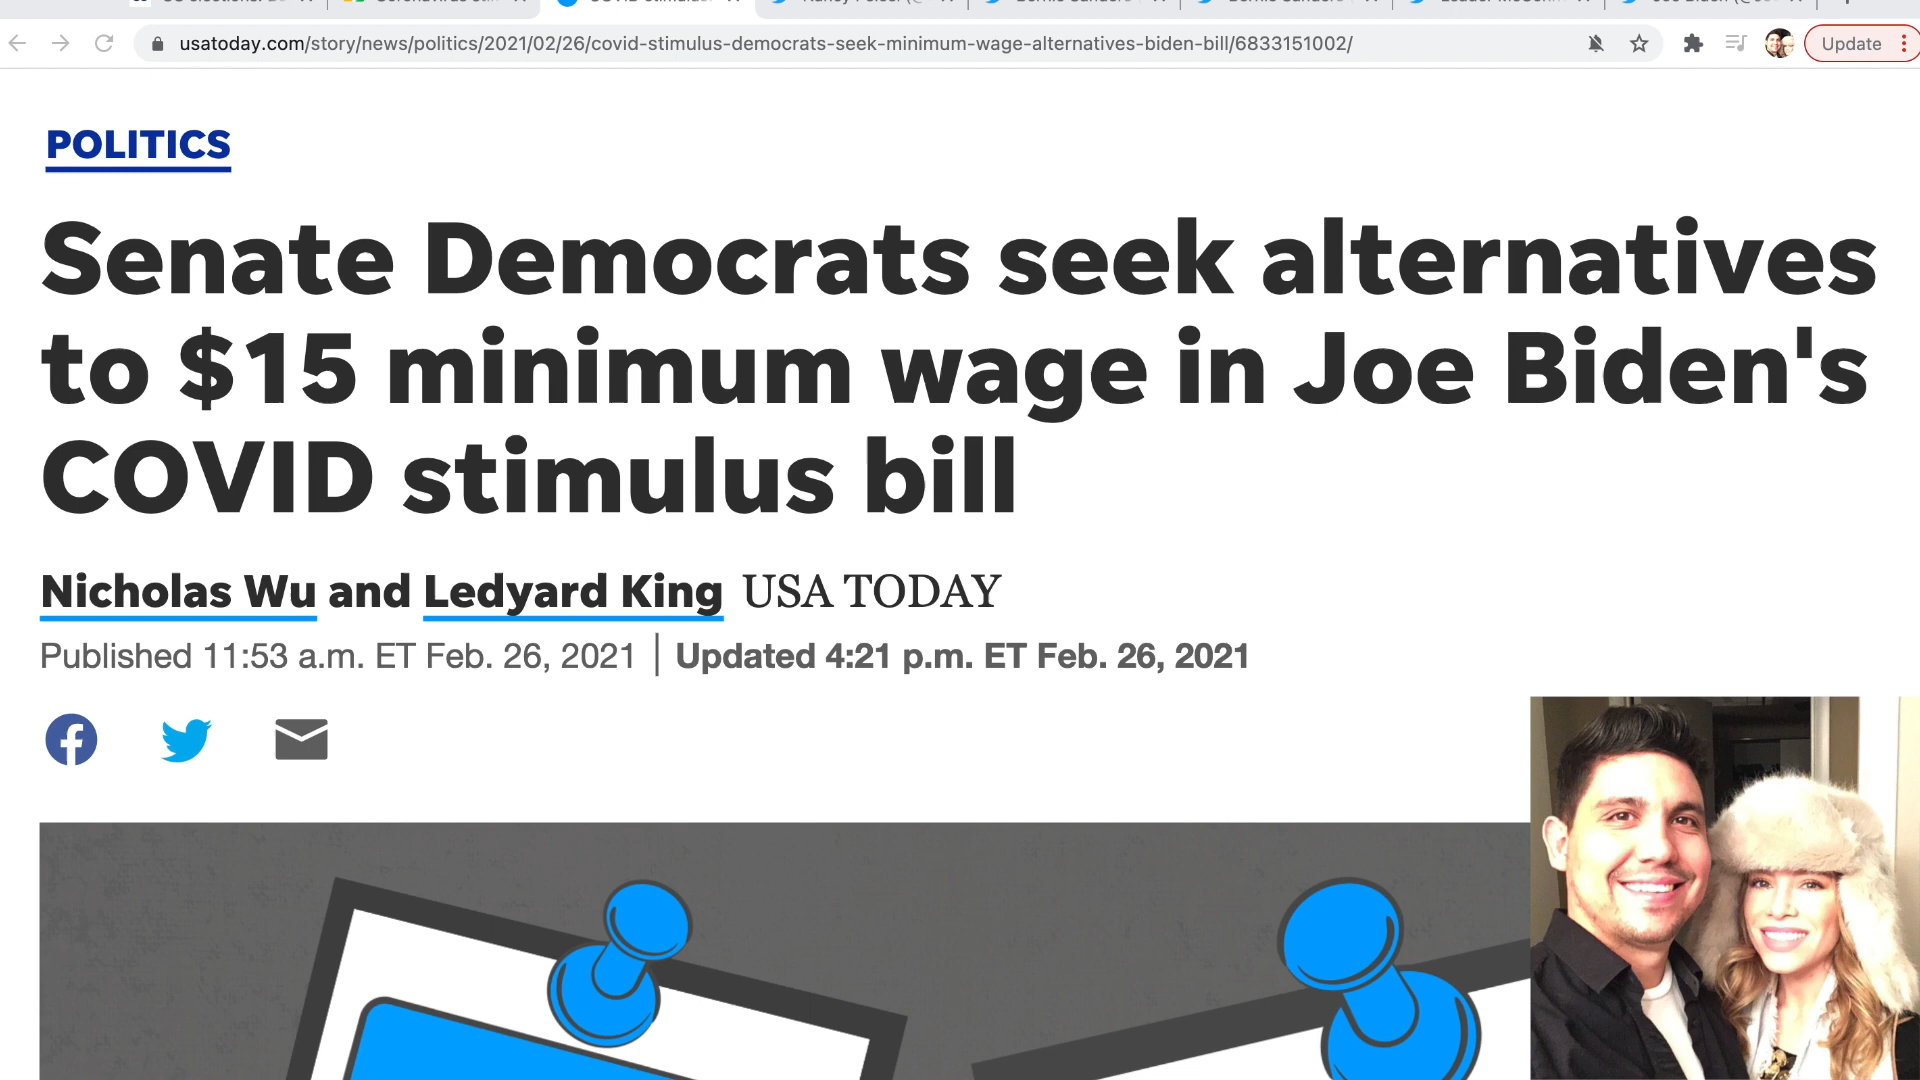 usatoday.com/story/news/politics/2021/02/26/covid-stimulus-democrats-seek-minimum-wage-alternatives-biden-bill/6833151002/
Update
POLITICS
Senate Democrats seek alternatives
to $15 minimum wage in Joe Biden's
COVID stimulus bill
Nicholas Wu and Ledyard King USA TODAY
Published 11:53 a.m. ET Feb. 26, 2021 | Updated 4:21 p.m. ET Feb. 26, 2021